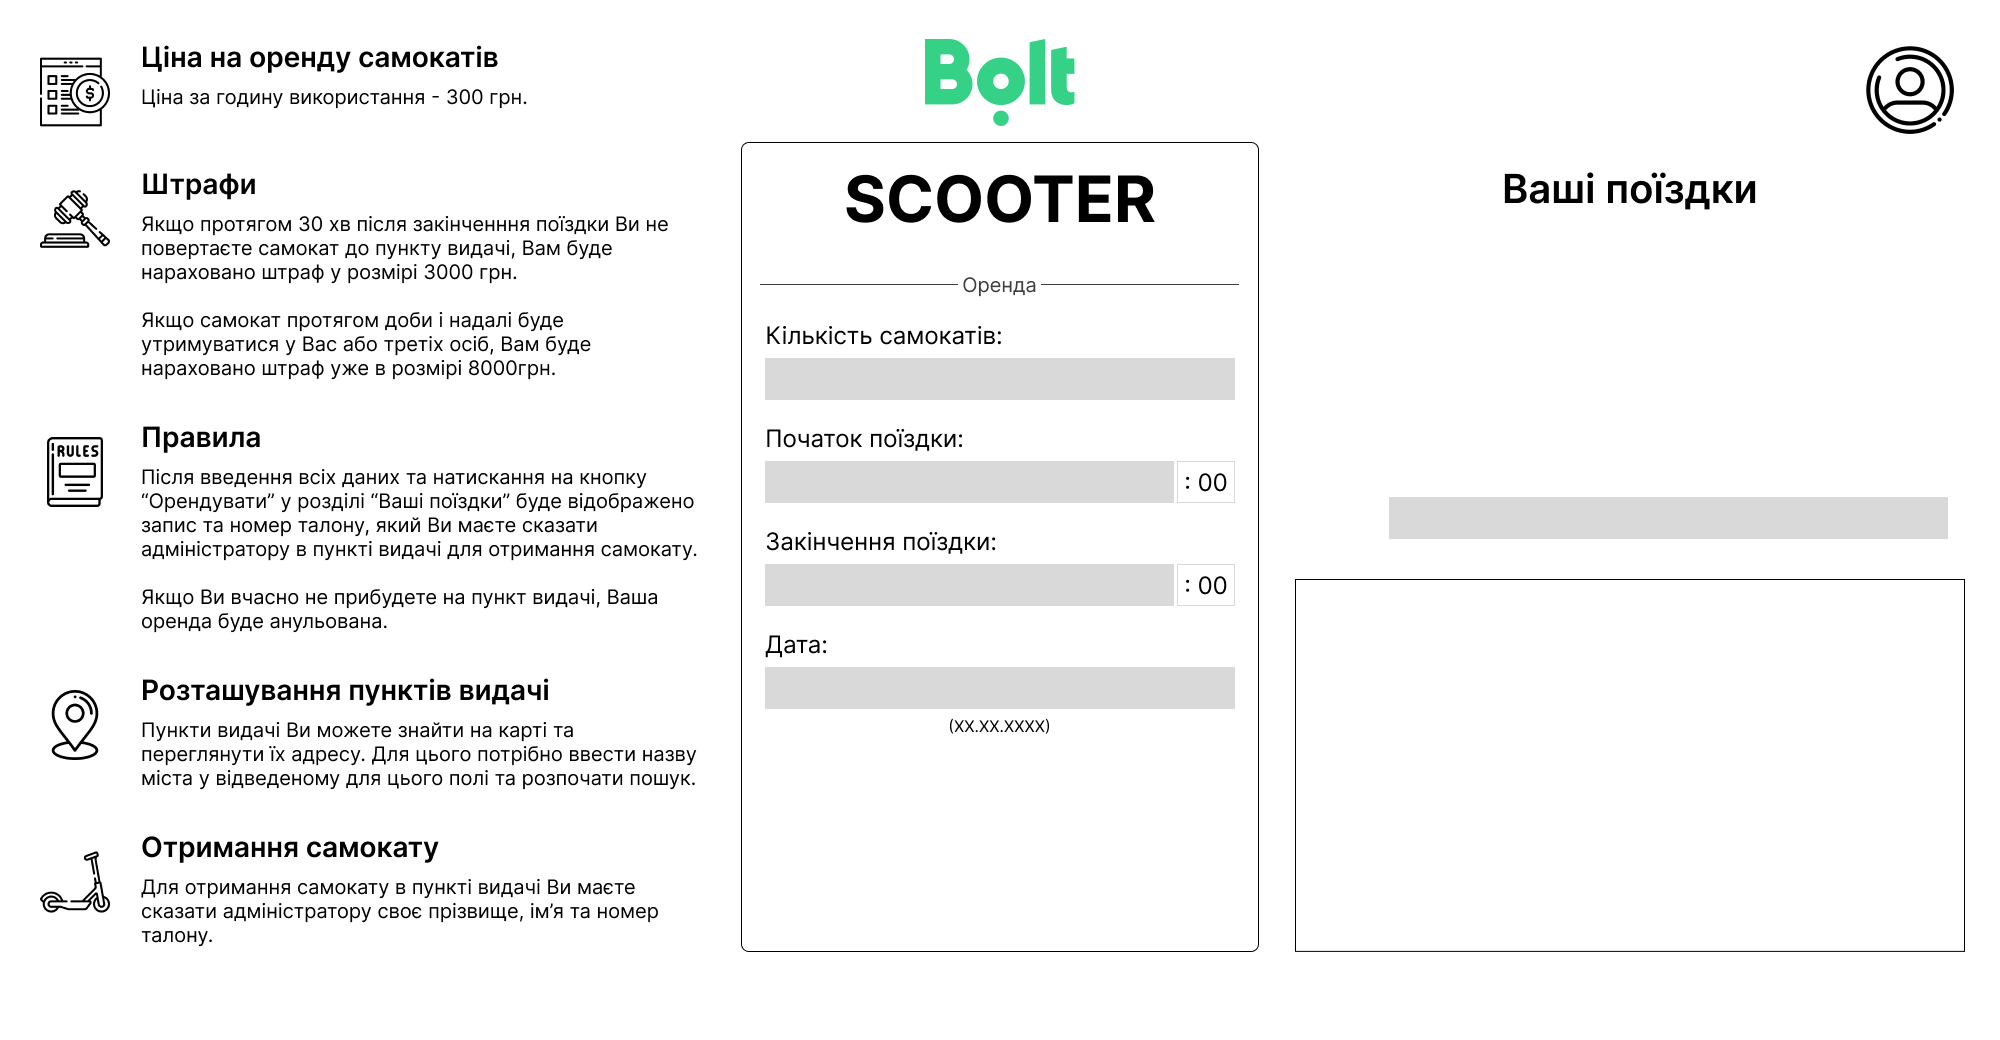 Ціна на оренду самокатів
Ціна за годину використання - 300 грн.
Штрафи
Якщо протягом 30 хв після закінченння поїздки Ви не
повертаєте самокат до пункту видачі, Вам буде
нараховано штраф у розмірі 3000 грн.
Якщо самокат протягом доби і надалі буде
утримуватися у Вас або третіх осіб, Вам буде
нараховано штраф уже в розмірі 8000грн.
RULES
Правила
Після введення всіх даних та натискання на кнопку
“Орендувати” у розділі “Ваші поїздки” буде відображено
запис та номер талону, який Ви маєте сказати
адміністратору в пункті видачі для отримання самокату.
Якщо Ви вчасно не прибудете на пункт видачі, Ваша
оренда буде анульована.
Розташування пунктів видачі
Пункти видачі Ви можете знайти на карті та
переглянути їх адресу. Для цього потрібно ввести назву
міста у відведеному для цього полі та розпочати пошук.
Отримання самокату
Для отримання самокату в пункті видачі Ви маєте
сказати адміністратору своє прізвище, ім’я та номер
талону.
Bolt
SCOOTER
Оренда
Кількість самокатів:
Початок поїздки:
: 00
Закінчення поїздки:
: 00
Дата:
(XX.XX.XXXX)
Ваші поїздки